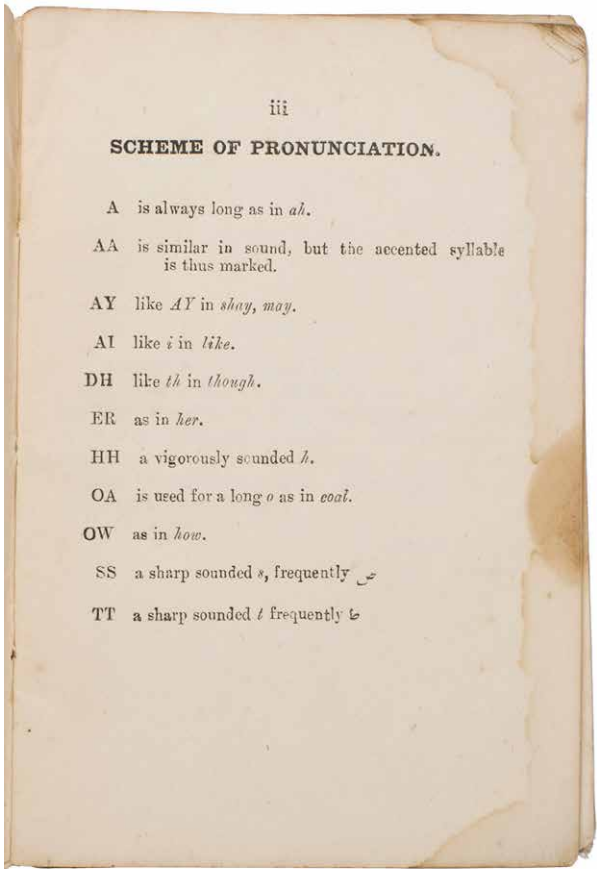 iii
SCHEME OF PRONUNCIATION.
A is always long as in ah.
AA is similar in sound, but the accented syllable
is thus marked.
AY like AY in shay, may.
AI like i in like.
DH like th in though.
ER as in her.
HH a vigorously sounded h.
OA is used for a long o as in coal.
OW as in how.
SS a sharp sounded s, frequently ص
TT a sharp sounded t frequently ط